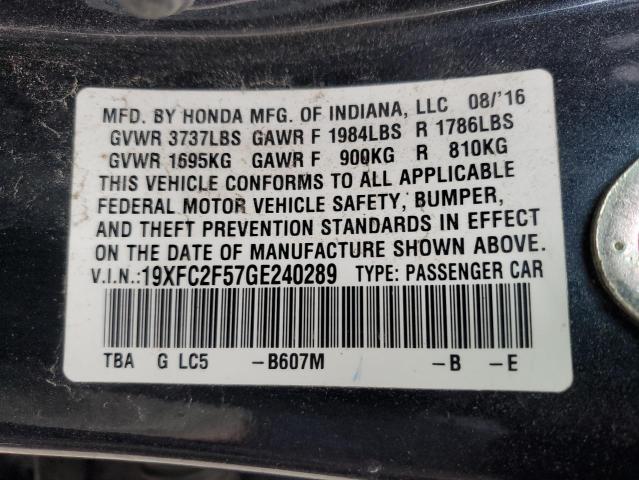 MFD. BY HONDA MFG. OF INDIANA, LLC 08/'16
GVWR 3737LBS GAWR F 1984LBS R 1786LBS
GVWR 1695KG GAWR F 900KG R 810KG
THIS VEHICLE CONFORMS TO ALL APPLICABLE
FEDERAL MOTOR VEHICLE SAFETY, BUMPER,
AND THEFT PREVENTION STANDARDS IN EFFECT
ON THE DATE OF MANUFACTURE SHOWN ABOVE.
V.I.N.:19XFC2F57GE240289 TYPE: PASSENGER CAR
TBA G LC5 -B607M -B -E